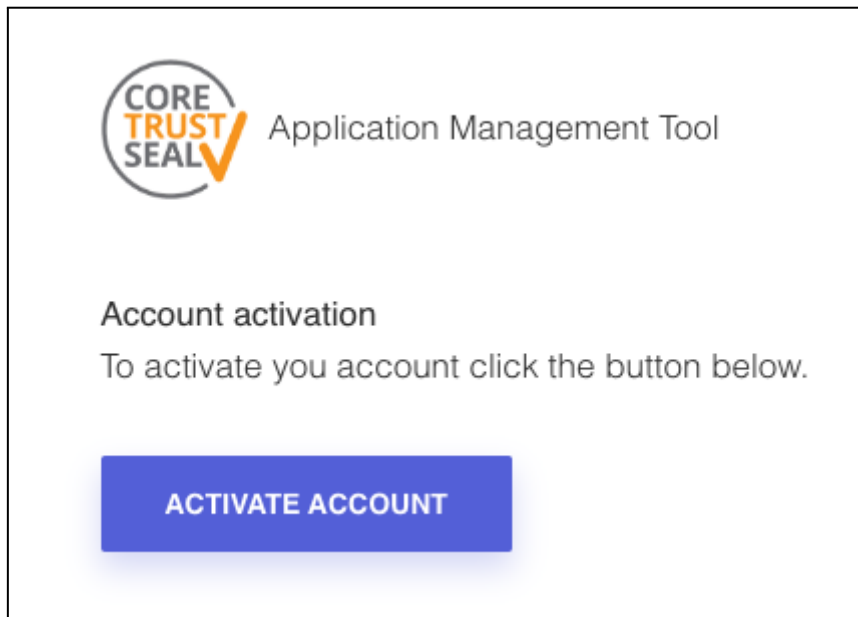 CORE
TRUST
SEAL
Application Management Tool
Account activation
To activate you account click the button below.
ACTIVATE ACCOUNT